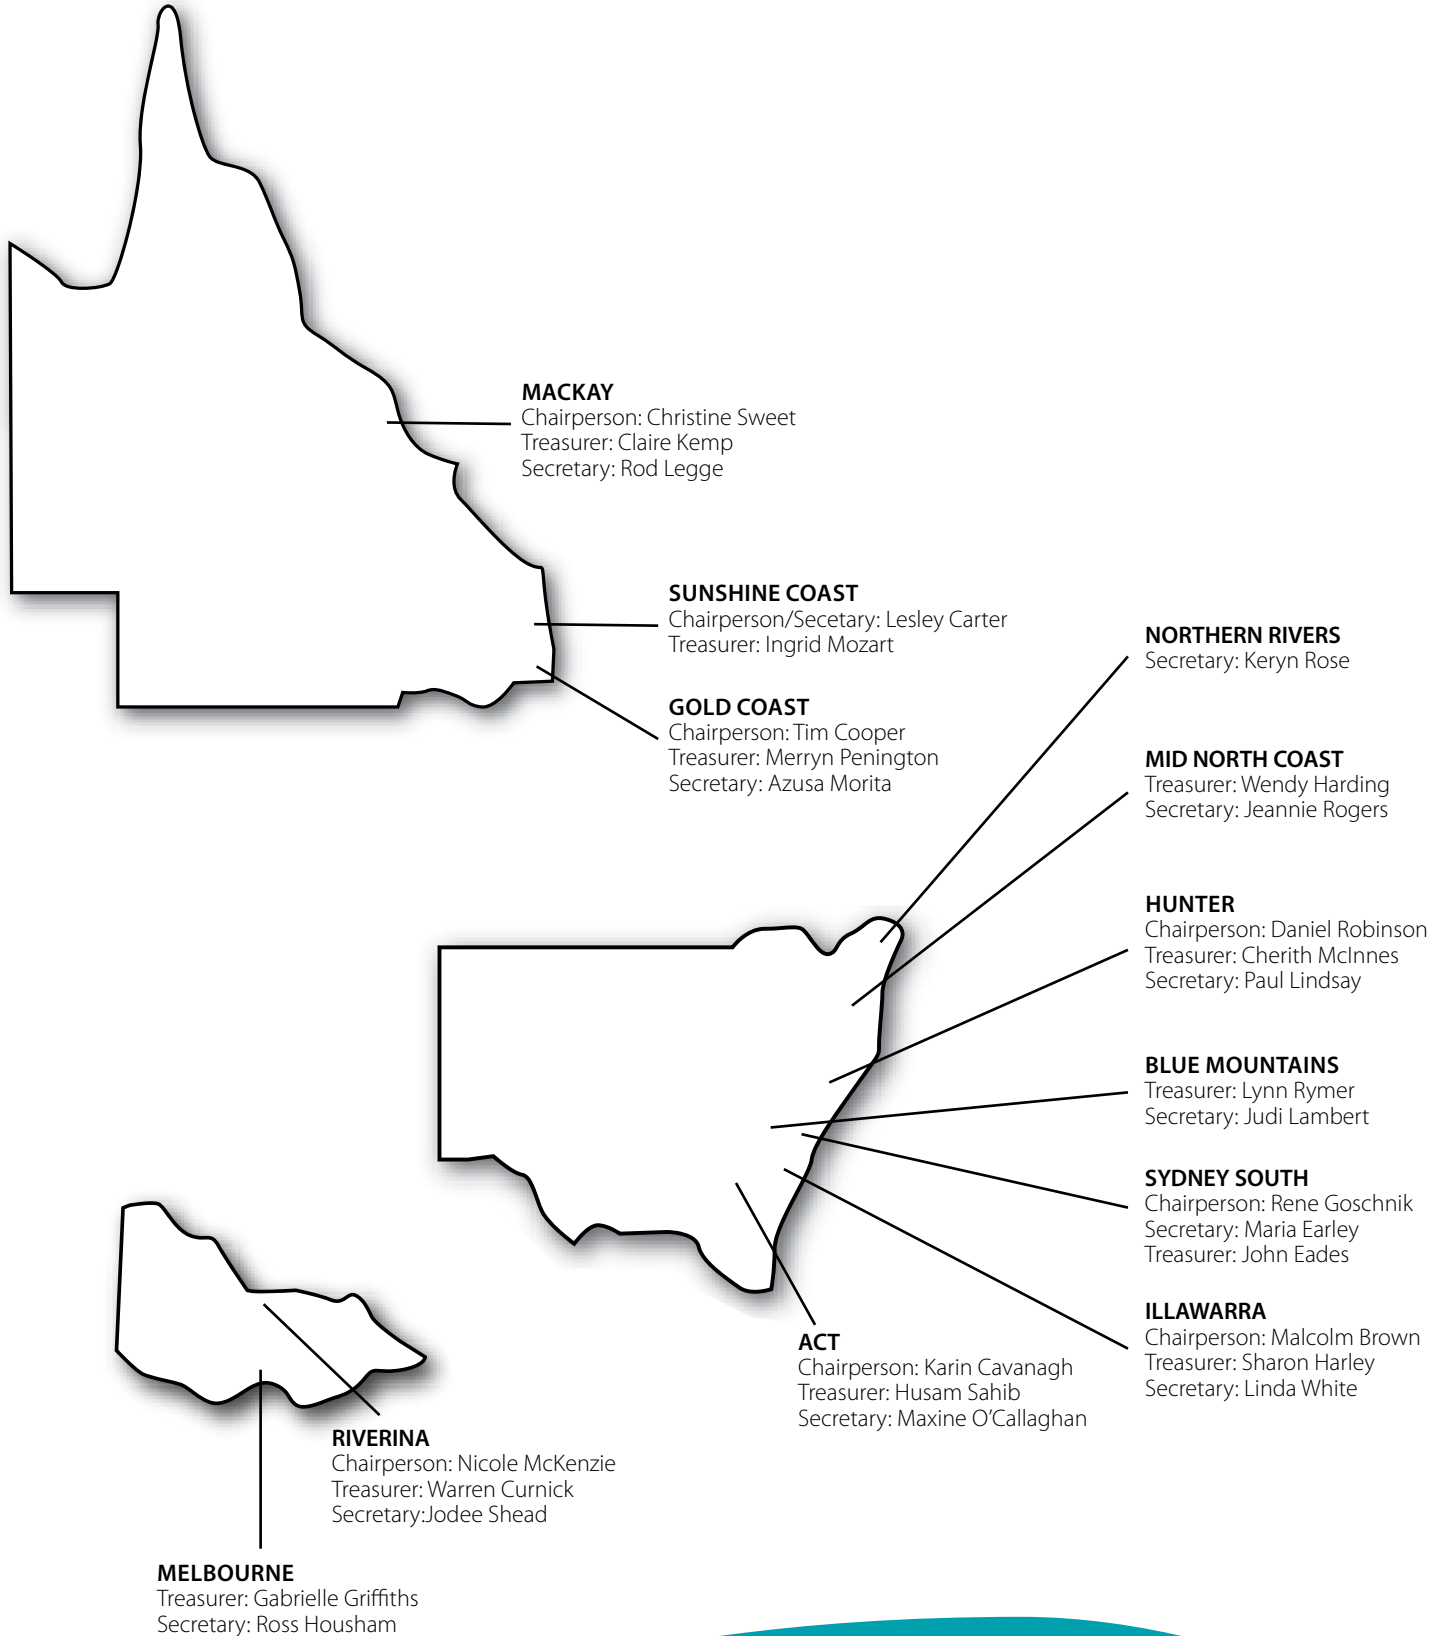 MACKAY
Chairperson: Christine Sweet
Treasurer: Claire Kemp
Secretary: Rod Legge
SUNSHINE COAST
Chairperson/Secetary: Lesley Carter
Treasurer: Ingrid Mozart
GOLD COAST
Chairperson: Tim Cooper
Treasurer: Merryn Penington
Secretary: Azusa Morita
NORTHERN RIVERS
Secretary: Keryn Rose
MID NORTH COAST
Treasurer: Wendy Harding
Secretary: Jeannie Rogers
HUNTER
Chairperson: Daniel Robinson
Treasurer: Cherith McInnes
Secretary: Paul Lindsay
BLUE MOUNTAINS
Treasurer: Lynn Rymer
Secretary: Judi Lambert
SYDNEY SOUTH
Chairperson: Rene Goschnik
Secretary: Maria Earley
Treasurer: John Eades
ILLAWARRA
Chairperson: Malcolm Brown
Treasurer: Sharon Harley
Secretary: Linda White
ACT
Chairperson: Karin Cavanagh
Treasurer: Husam Sahib
Secretary: Maxine O'Callaghan
RIVERINA
Chairperson: Nicole McKenzie
Treasurer: Warren Curnick
Secretary:Jodee Shead
MELBOURNE
Treasurer: Gabrielle Griffiths
Secretary: Ross Housham